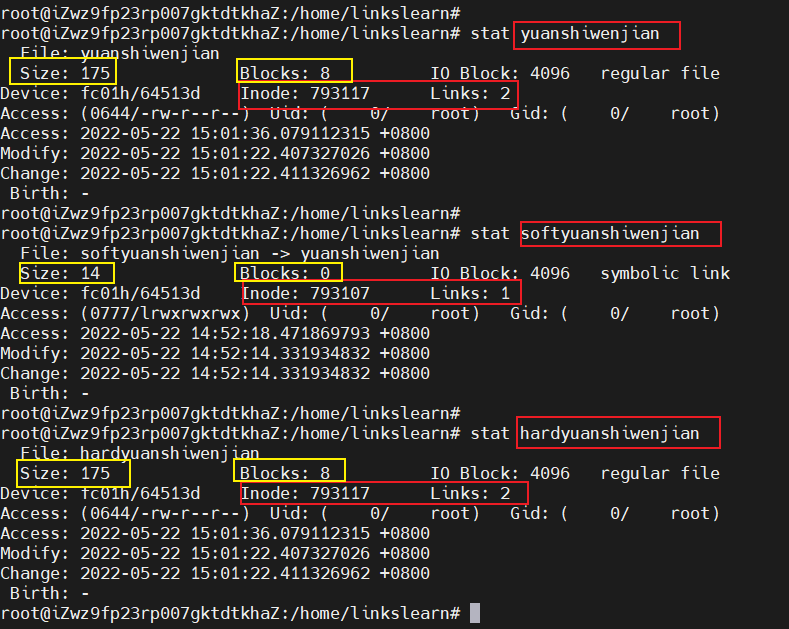 root@iZwz9fp23rp007gktdtkhaZ:/home/linkslearn#
root@iZwz9fp23rp007gktdtkhaZ:/home/linkslearn# stat yuanshiwenjian
  File: yuanshiwenjian
  Size: 175             Blocks: 8          IO Block: 4096   regular file
Device: fc01h/64513d    Inode: 793117      Links: 2
Access: (0644/-rw-r--r--)  Uid: (    0/    root)   Gid: (    0/    root)
Access: 2022-05-22 15:01:36.079112315 +0800
Modify: 2022-05-22 15:01:22.407327026 +0800
Change: 2022-05-22 15:01:22.411326962 +0800
 Birth: -
root@iZwz9fp23rp007gktdtkhaZ:/home/linkslearn#
root@iZwz9fp23rp007gktdtkhaZ:/home/linkslearn# stat softyuanshiwenjian
  File: softyuanshiwenjian -> yuanshiwenjian
  Size: 14              Blocks: 0          IO Block: 4096   symbolic link
Device: fc01h/64513d    Inode: 793107      Links: 1
Access: (0777/lrwxrwxrwx)  Uid: (    0/    root)   Gid: (    0/    root)
Access: 2022-05-22 14:52:18.471869793 +0800
Modify: 2022-05-22 14:52:14.331934832 +0800
Change: 2022-05-22 14:52:14.331934832 +0800
 Birth: -
root@iZwz9fp23rp007gktdtkhaZ:/home/linkslearn#
root@iZwz9fp23rp007gktdtkhaZ:/home/linkslearn# stat hardyuanshiwenjian
  File: hardyuanshiwenjian
  Size: 175             Blocks: 8          IO Block: 4096   regular file
Device: fc01h/64513d    Inode: 793117      Links: 2
Access: (0644/-rw-r--r--)  Uid: (    0/    root)   Gid: (    0/    root)
Access: 2022-05-22 15:01:36.079112315 +0800
Modify: 2022-05-22 15:01:22.407327026 +0800
Change: 2022-05-22 15:01:22.411326962 +0800
 Birth: -
root@iZwz9fp23rp007gktdtkhaZ:/home/linkslearn#